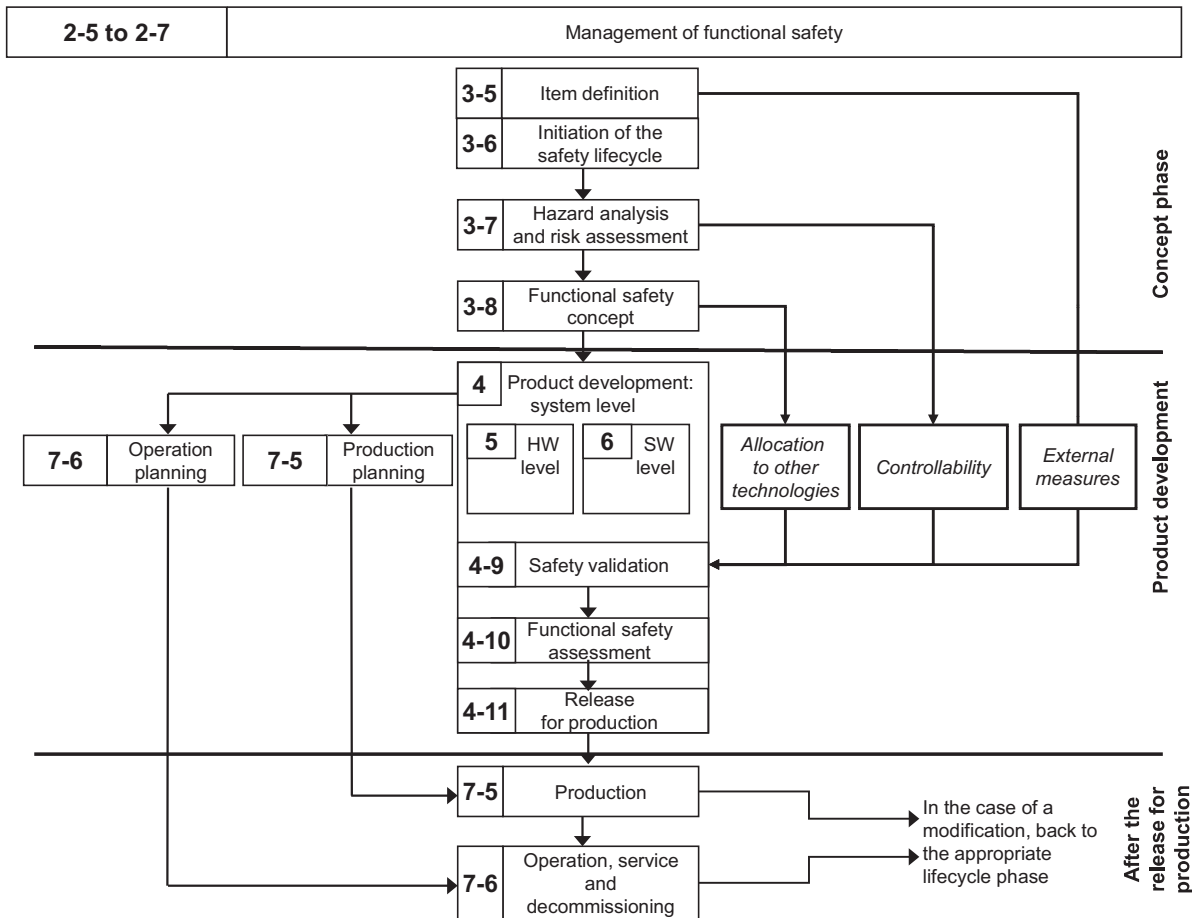 2-5 to 2-7
Management of functional safety
3-5
Item definition
3-6
Initiation of the
safety lifecycle
3-7
Hazard analysis
and risk assessment
3-8
Functional safety
concept
Concept phase
4
Product development:
system level
5
HW
level
6
SW
level
7-6
Operation
planning
7-5
Production
planning
Allocation
to other
technologies
Controllability
External
measures
4-9
Safety validation
4-10
Functional safety
assessment
4-11
Release
for production
Product development
7-5
Production
7-6
Operation, service
and
decommissioning
In the case of a
modification, back to
the appropriate
lifecycle phase
After the
release for
production